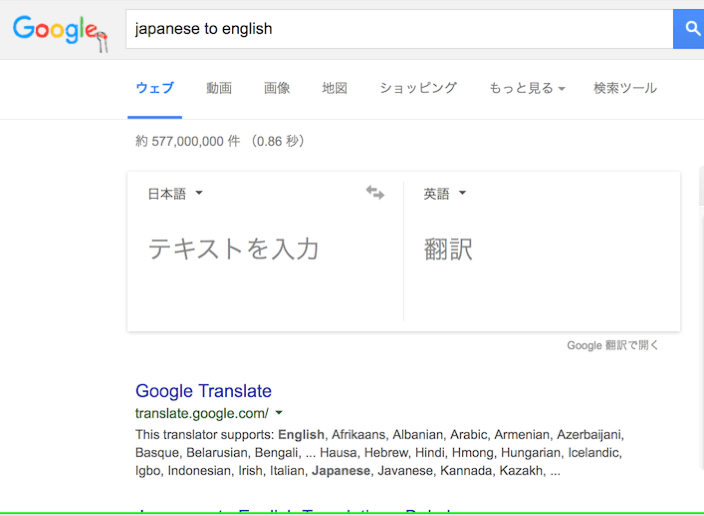 Google
japanese to english
ウェブ 動画 画像 地図 ショッピング もっと見る 検索ツール
約 577,000,000 件 （0.86 秒）
日本語 英語
テキストを入力 翻訳
Google 翻訳で開く
Google Translate
translate.google.com/
This translator supports: English, Afrikaans, Albanian, Arabic, Armenian, Azerbaijani,
Basque, Belarusian, Bengali, ... Hausa, Hebrew, Hindi, Hmong, Hungarian, Icelandic,
Igbo, Indonesian, Irish, Italian, Japanese, Javanese, Kannada, Kazakh, ...